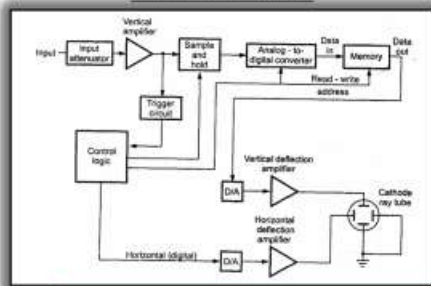 Vertical
amplifier
Input
Input
attenuator
Sample
and
hold
Analog - to-
digital converter
Data
in
Memory
Data
out
Read - write
address
Trigger
circuit
Control
logic
Vertical deflection
amplifier
D/A
Cathode
ray tube
Horizontal
deflection
amplifier
Horizontal (digital)
D/A